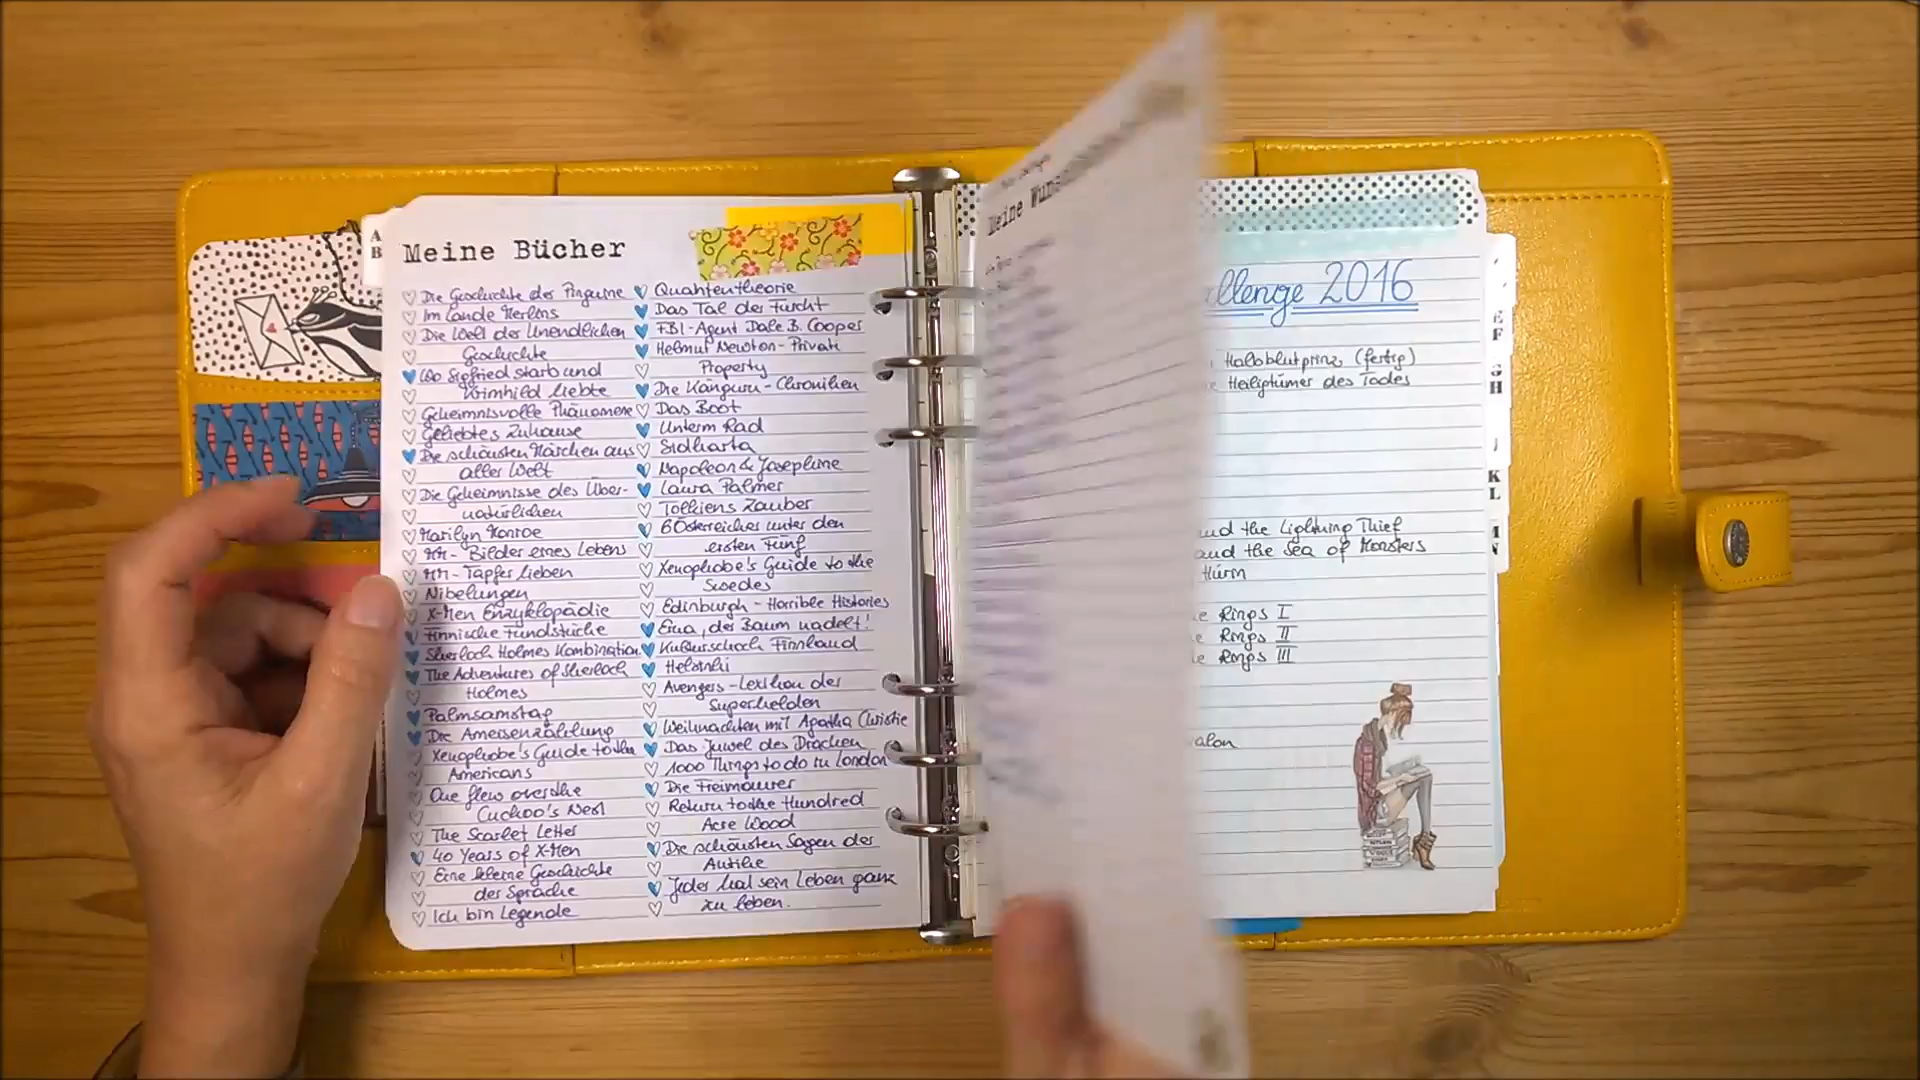 A
B
Meine Bücher
Die Geschichte der Pinguine
Im Lande Merlins
Die Welt der Unendlichen
Geschichte
Wo Siegfried starb und
Krimhild liebte
Geheimnisvolle Phänomene
Geliebtes Zuhause
Die schönsten Märchen aus
aller Welt
Die Geheimnisse des Über-
natürlichen
Marilyn Monroe
MM - Bilder eines Lebens
MM - Tapfer lieben
Nibelungen
X-Men Enzyklopädie
Finnische Fundstücke
Sherlock Holmes Kombination
The Adventures of Sherlock
Holmes
Palmsamstag
Die Ameisenzählung
Xenophobe's Guide to the
Americans
One flew over the
Cuckoo's Nest
The Scarlet Letter
40 Years of X-Men
Eine kleine Geschichte
der Sprache
Ich bin Legende
Quantentheorie
Das Tal der Furcht
FBI-Agent Dale B. Cooper
Helmut Newton - Private
Property
Die Känguru-Chroniken
Das Boot
Unterm Rad
Sidharta
Napoleon & Josephine
Laura Palmer
Tolkiens Zauber
6 Österreicher unter den
ersten Fünf
Xenophobe's Guide to the
Swedes
Edinburgh - Horrible Histories
Erna, der Baum nadelt!
Kulturschock Finnland
Helsinki
Avengers - Lexikon der
Superhelden
Weihnachten mit Agatha Christie
Das Juwel des Drachen
1000 Things to do in London
Die Freimaurer
Return to the Hundred
Acre Wood
Die schönsten Sagen der
Antike
Jeder hat sein Leben ganz
zu leben.
Meine
llenge 2016
Halbblutprinz (fertig)
Heiligtümer des Todes
and the Lightning Thief
and the Sea of Monsters
e Rings I
e Rings II
e Rings III
alon
E
F
G
H
J
K
L
M
N